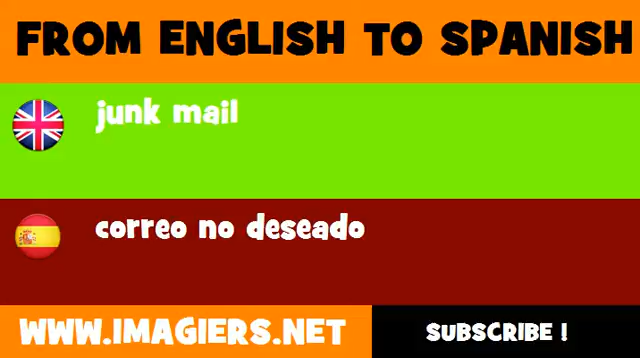 FROM ENGLISH TO SPANISH
junk mail
correo no deseado
WWW.IMAGIERS.NET
SUBSCRIBE !